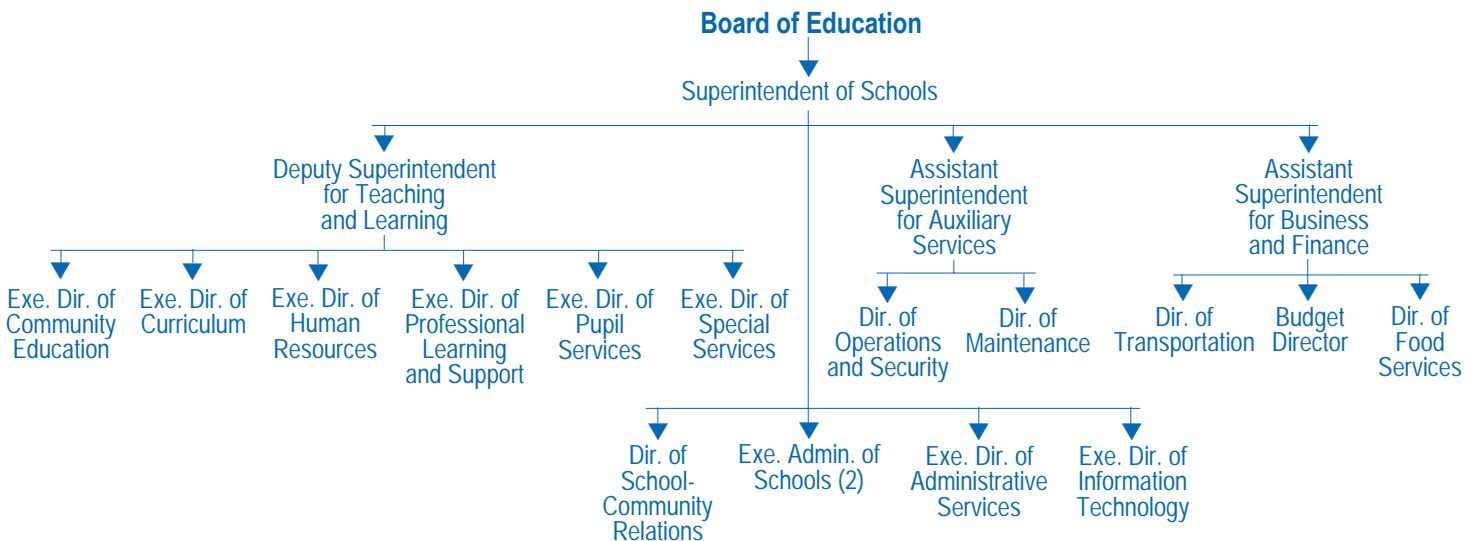 Board of Education
Superintendent of Schools
Deputy Superintendent
for Teaching
and Learning
Assistant
Superintendent
for Auxiliary
Services
Assistant
Superintendent
for Business
and Finance
Exe. Dir. of
Community
Education
Exe. Dir. of
Curriculum
Exe. Dir. of
Human
Resources
Exe. Dir. of
Professional
Learning
and Support
Exe. Dir. of
Pupil
Services
Exe. Dir. of
Special
Services
Dir. of
Operations
and Security
Dir. of
Maintenance
Dir. of
Transportation
Budget
Director
Dir. of
Food
Services
Dir. of
School-
Community
Relations
Exe. Admin. of
Schools (2)
Exe. Dir. of
Administrative
Services
Exe. Dir. of
Information
Technology